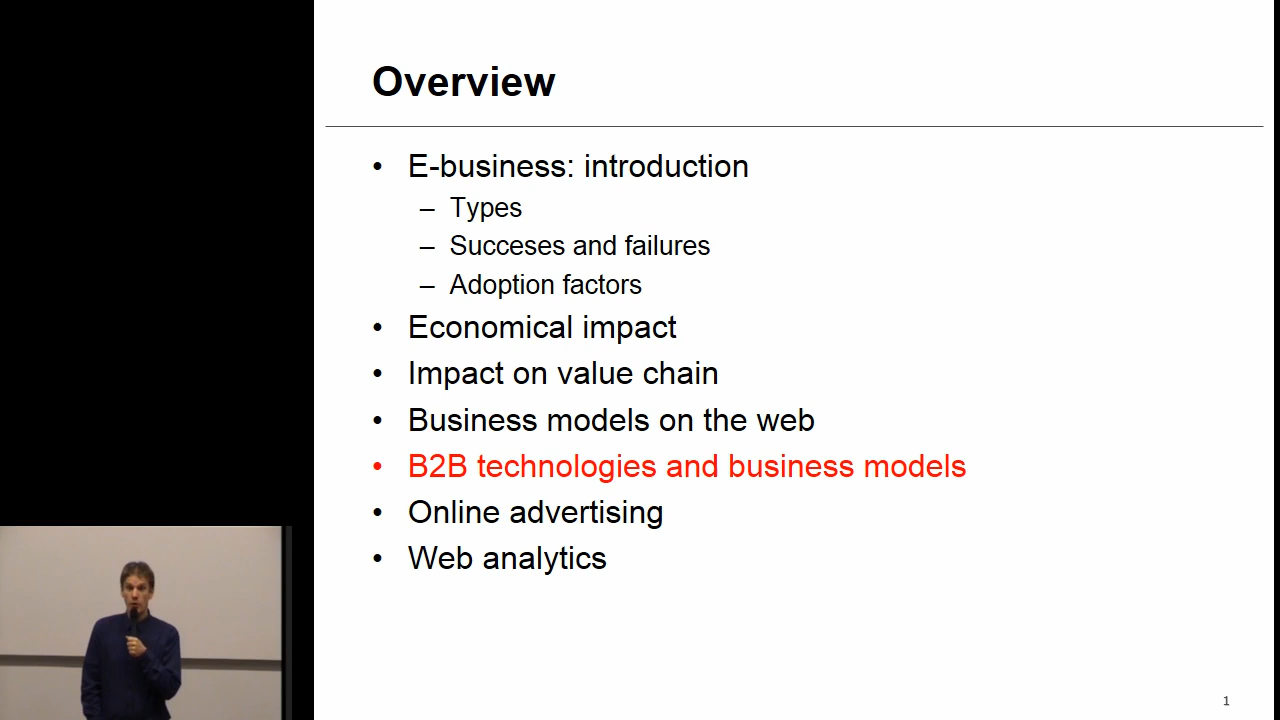 Overview
• E-business: introduction
– Types
– Succeses and failures
– Adoption factors
• Economical impact
• Impact on value chain
• Business models on the web
• B2B technologies and business models
• Online advertising
• Web analytics
1